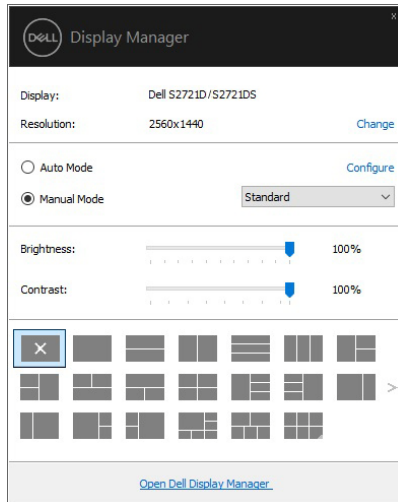 x
DELL Display Manager
Display: Dell S2721D/S2721DS
Resolution: 2560x1440 Change
Auto Mode Configure
Manual Mode Standard
Brightness: 100%
Contrast: 100%
Open Dell Display Manager